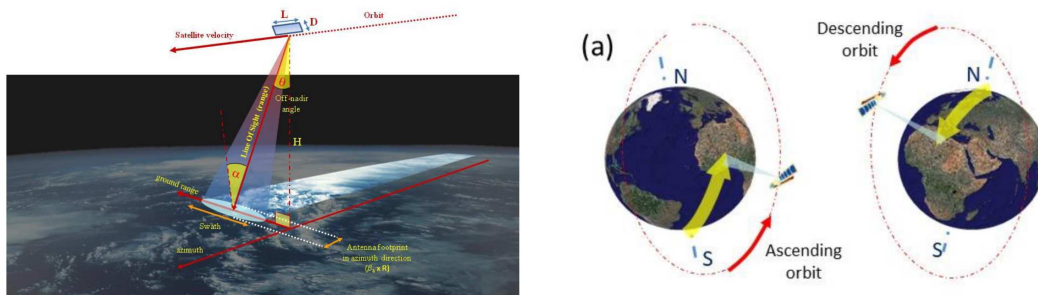 L
D
Orbit
Satellite velocity
θ
Off-nadir
angle
Line Of Sight (range)
H
α
ground range
Swath
azimuth
Antenna footprint
in azimuth direction
(a)
N
S
Ascending
orbit
Descending
orbit
N
S